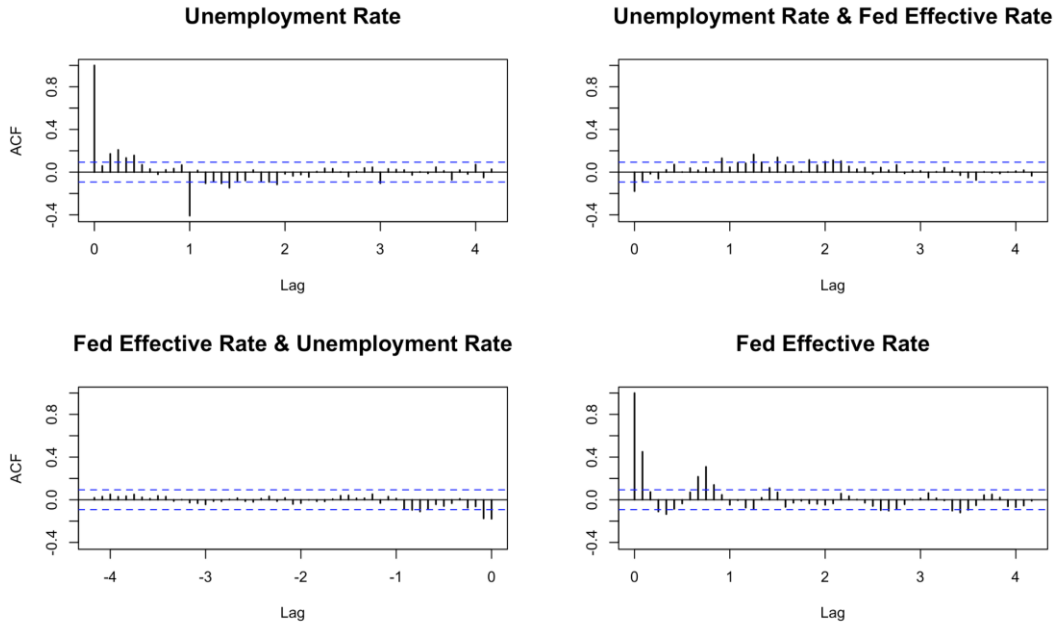 Unemployment Rate
ACF
0.8
0.4
0.0
-0.4
0 1 2 3 4
Lag
Unemployment Rate & Fed Effective Rate
0.8
0.4
0.0
-0.4
0 1 2 3 4
Lag
Fed Effective Rate & Unemployment Rate
ACF
0.8
0.4
0.0
-0.4
-4 -3 -2 -1 0
Lag
Fed Effective Rate
0.8
0.4
0.0
-0.4
0 1 2 3 4
Lag